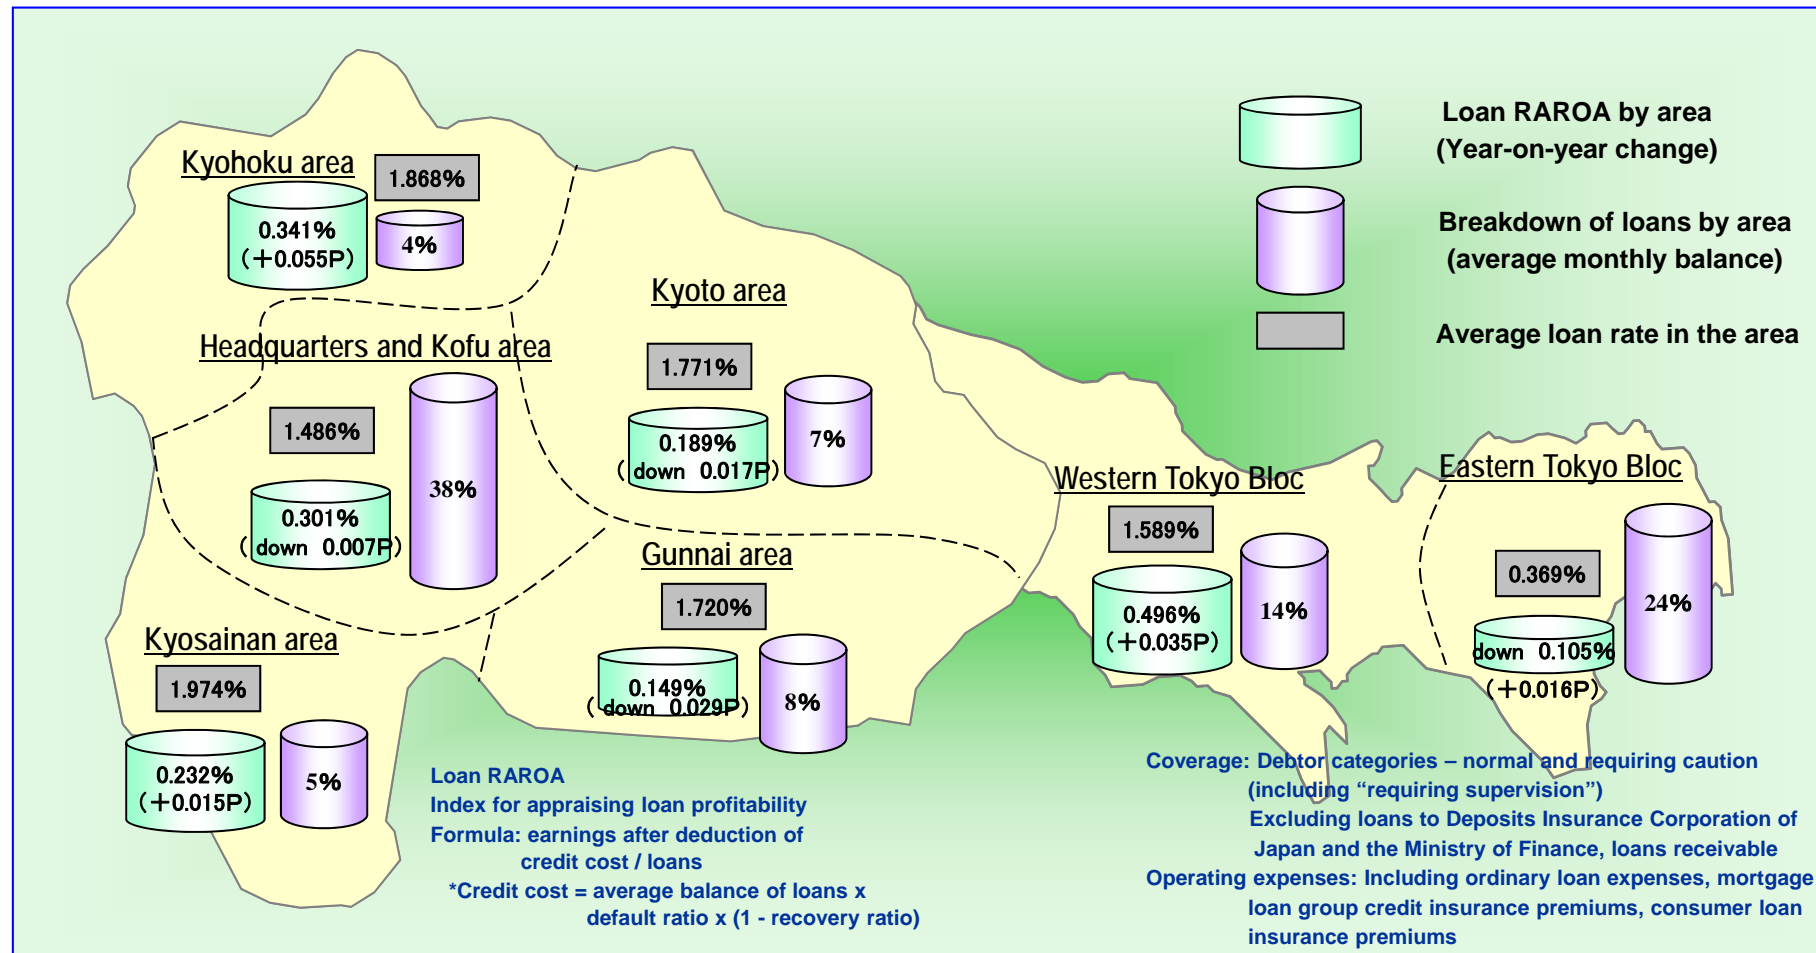 Kyohoku area
1.868%
0.341%
(+0.055P)
4%
Headquarters and Kofu area
1.486%
38%
0.301%
( down 0.007P)
Kyoto area
1.771%
0.189%
( down 0.017P)
7%
Gunnai area
1.720%
0.149%
( down 0.029P)
8%
Kyosainan area
1.974%
0.232%
(+0.015P)
5%
Western Tokyo Bloc
1.589%
0.496%
(+0.035P)
14%
Eastern Tokyo Bloc
0.369%
down 0.105%
(+0.016P)
24%
Loan RAROA by area
(Year-on-year change)
Breakdown of loans by area
(average monthly balance)
Average loan rate in the area
Loan RAROA
Index for appraising loan profitability
Formula: earnings after deduction of
credit cost / loans
*Credit cost = average balance of loans x
default ratio x (1 - recovery ratio)
Coverage: Debtor categories – normal and requiring caution
(including “requiring supervision”)
Excluding loans to Deposits Insurance Corporation of
Japan and the Ministry of Finance, loans receivable
Operating expenses: Including ordinary loan expenses, mortgage
loan group credit insurance premiums, consumer loan
insurance premiums